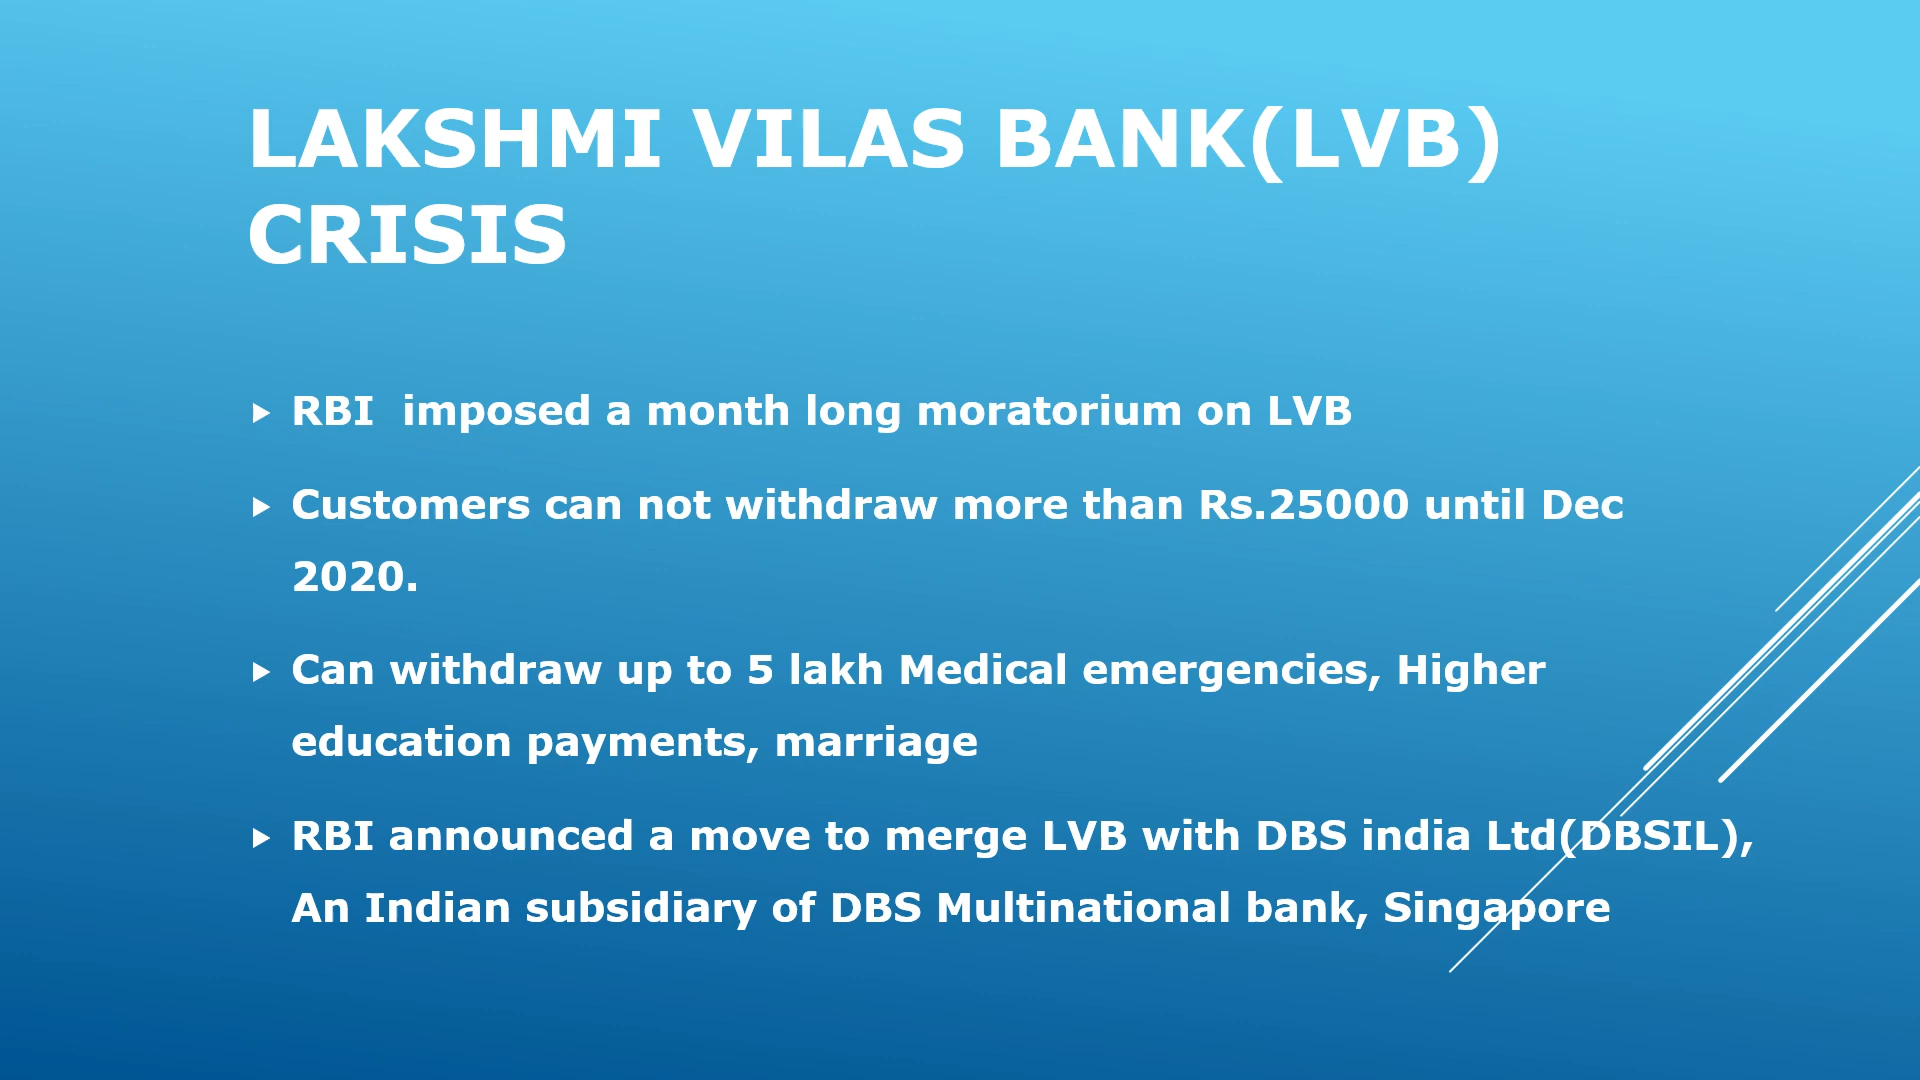 LAKSHMI VILAS BANK(LVB)
CRISIS
RBI  imposed a month long moratorium on LVB
Customers can not withdraw more than Rs.25000 until Dec
2020.
Can withdraw up to 5 lakh Medical emergencies, Higher
education payments, marriage
RBI announced a move to merge LVB with DBS india Ltd(DBSIL),
An Indian subsidiary of DBS Multinational bank, Singapore